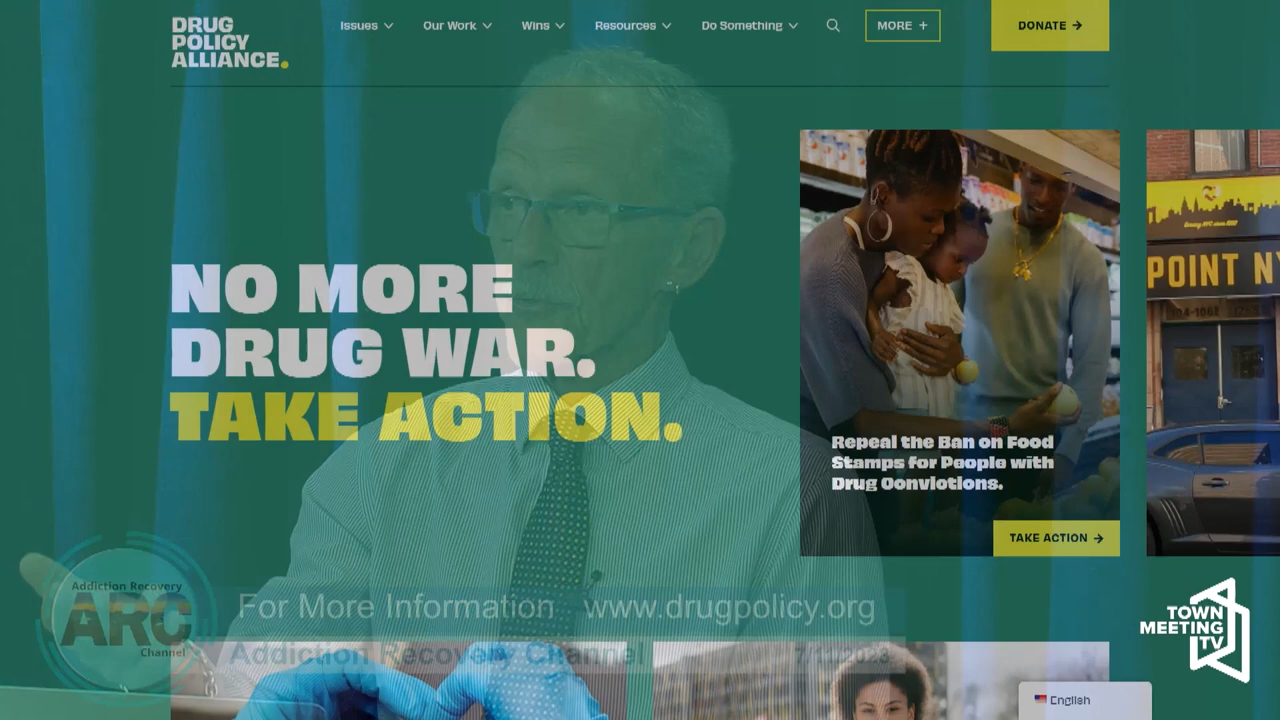 DRUG
POLICY
ALLIANCE.
Issues
Our Work
Wins
Resources
Do Something
MORE +
DONATE →
NO MORE
DRUG WAR.
TAKE ACTION.
POINT NY
Repeal the Ban on Food
Stamps for People with
Drug Convictions.
TAKE ACTION →
Addiction Recovery
ARC
Channel
For More Information www.drugpolicy.org
Addiction Recovery Channel
TOWN
MEETING
TV
English